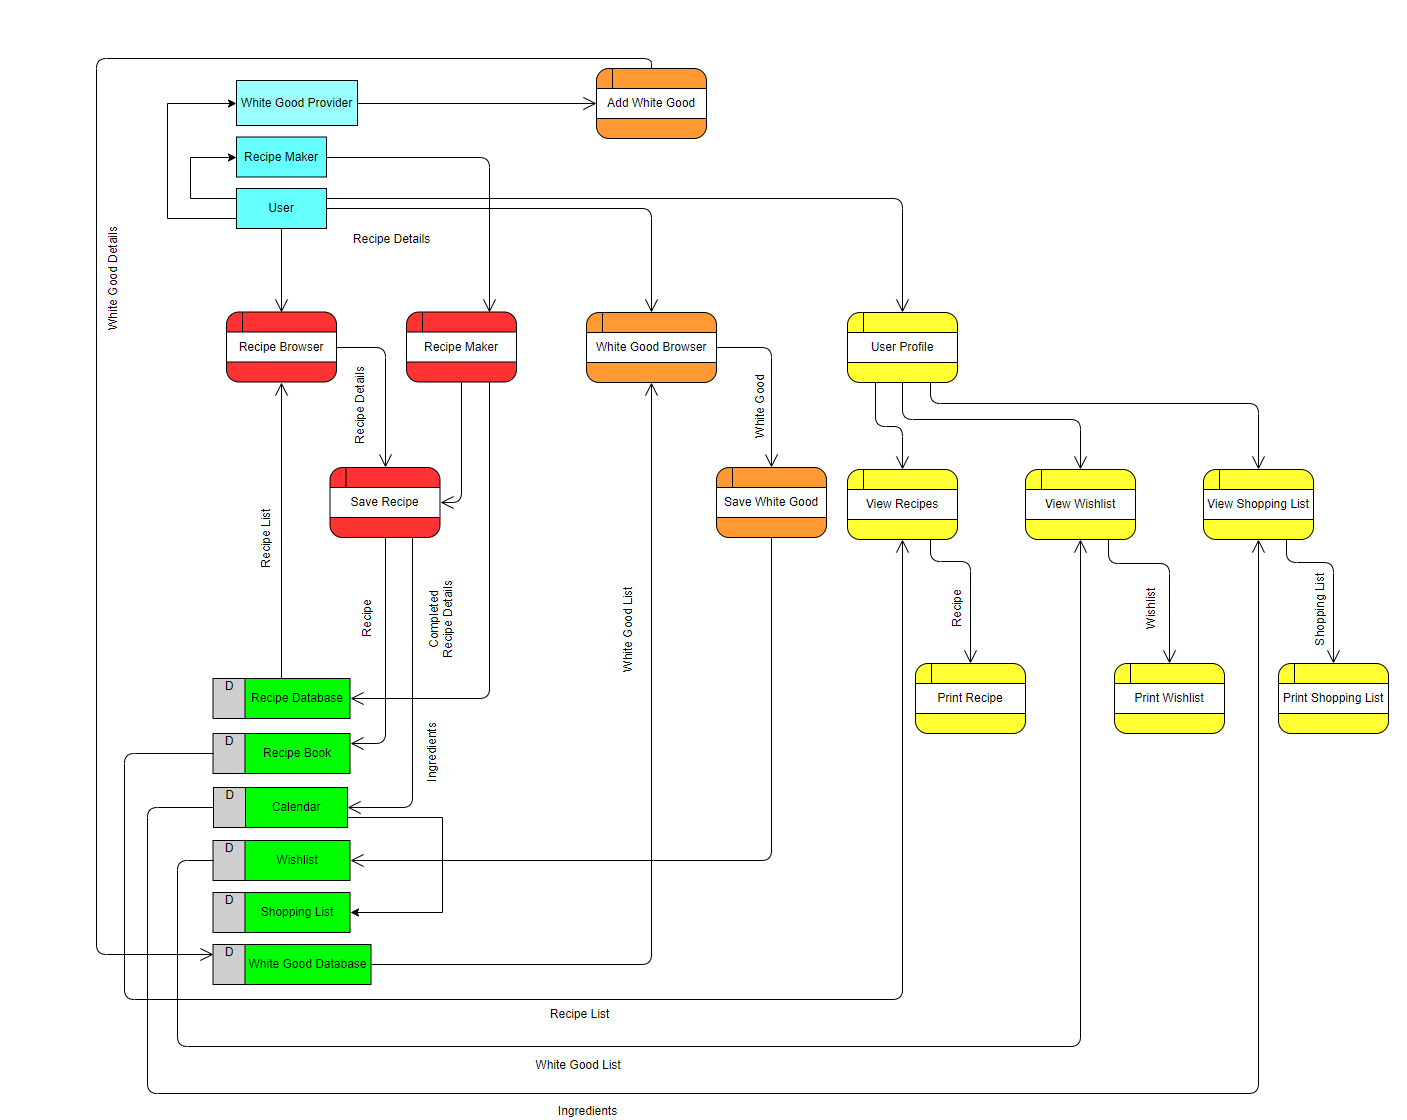 Add White Good
White Good Provider
Recipe Maker
User
Recipe Details
White Good Details
Recipe Browser
Recipe Maker
White Good Browser
User Profile
Recipe Details
White Good
Save Recipe
Save White Good
View Recipes
View Wishlist
View Shopping List
Recipe List
Recipe
Completed
Recipe Details
White Good List
Recipe
Wishlist
Shopping List
D
Recipe Database
Print Recipe
Print Wishlist
Print Shopping List
D
Recipe Book
Ingredients
D
Calendar
D
Wishlist
D
Shopping List
D
White Good Database
Recipe List
White Good List
Ingredients